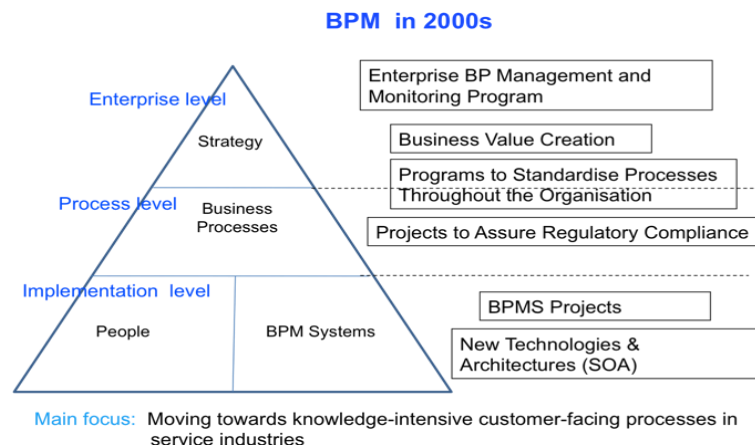 BPM in 2000s
Enterprise BP Management and
Monitoring Program
Enterprise level
Strategy
Business Value Creation
Programs to Standardise Processes
Throughout the Organisation
Process level
Business
Processes
Projects to Assure Regulatory Compliance
Implementation level
People
BPM Systems
BPMS Projects
New Technologies &
Architectures (SOA)
Main focus: Moving towards knowledge-intensive customer-facing processes in
service industries